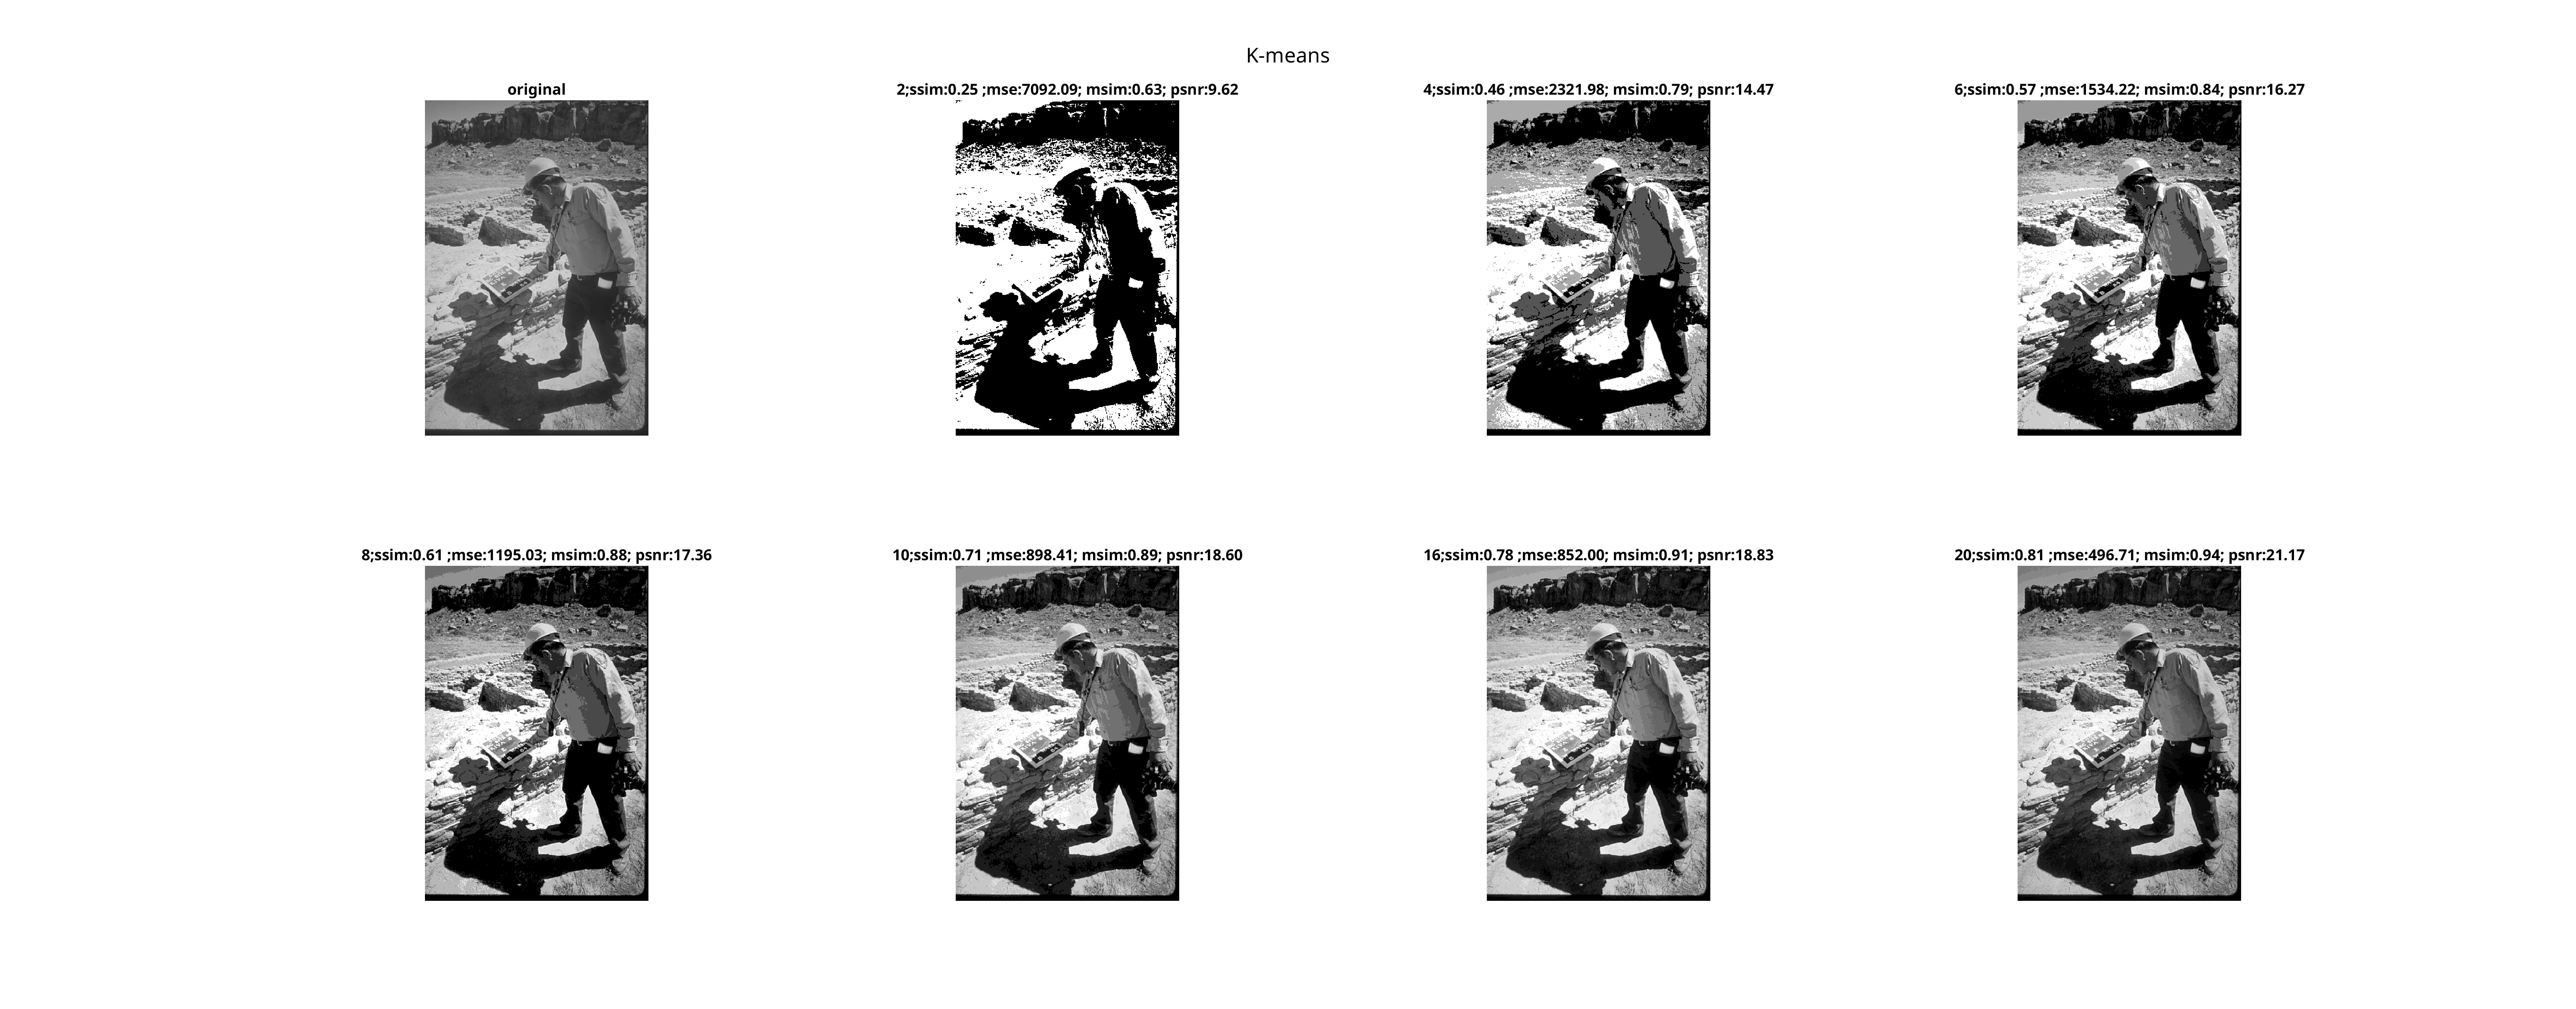 K-means
original
2;ssim:0.25 ;mse:7092.09; msim:0.63; psnr:9.62
4;ssim:0.46 ;mse:2321.98; msim:0.79; psnr:14.47
6;ssim:0.57 ;mse:1534.22; msim:0.84; psnr:16.27
8;ssim:0.61 ;mse:1195.03; msim:0.88; psnr:17.36
10;ssim:0.71 ;mse:898.41; msim:0.89; psnr:18.60
16;ssim:0.78 ;mse:852.00; msim:0.91; psnr:18.83
20;ssim:0.81 ;mse:496.71; msim:0.94; psnr:21.17